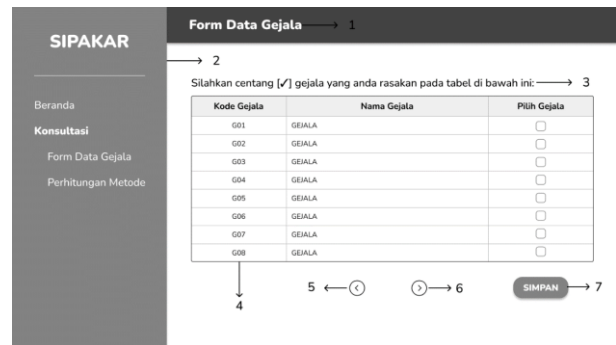 SIPAKAR
Beranda
Konsultasi
Form Data Gejala
Perhitungan Metode
Form Data Gejala 1
2
Silahkan centang [✓] gejala yang anda rasakan pada tabel di bawah ini: 3
Kode Gejala Nama Gejala Pilih Gejala
G01 GEJALA
G02 GEJALA
G03 GEJALA
G04 GEJALA
G05 GEJALA
G06 GEJALA
G07 GEJALA
G08 GEJALA
4
5 6 SIMPAN 7